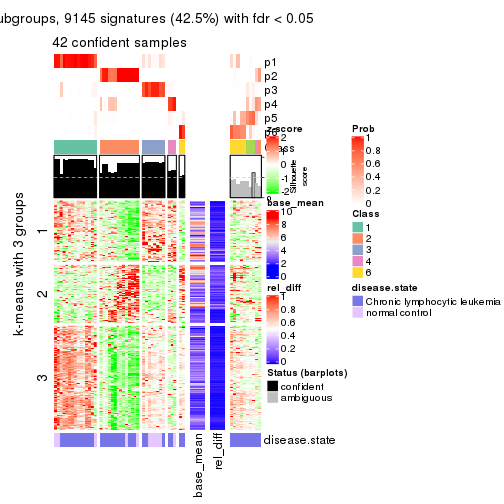 ubgroups, 9145 signatures (42.5%) with fdr < 0.05
42 confident samples
p1
p2
p3
p4
p5
p6
Class
Silhouette
score
k-means with 3 groups
1
2
3
base_mean
rel_diff
disease.state
z-score
2
1
0
-1
-2
base_mean
10
8
6
4
2
0
rel_diff
1
0.8
0.6
0.4
0.2
0
Status (barplots)
confident
ambiguous
Prob
1
0.8
0.6
0.4
0.2
0
Class
1
2
3
4
6
disease.state
Chronic lymphocytic leukemia
normal control